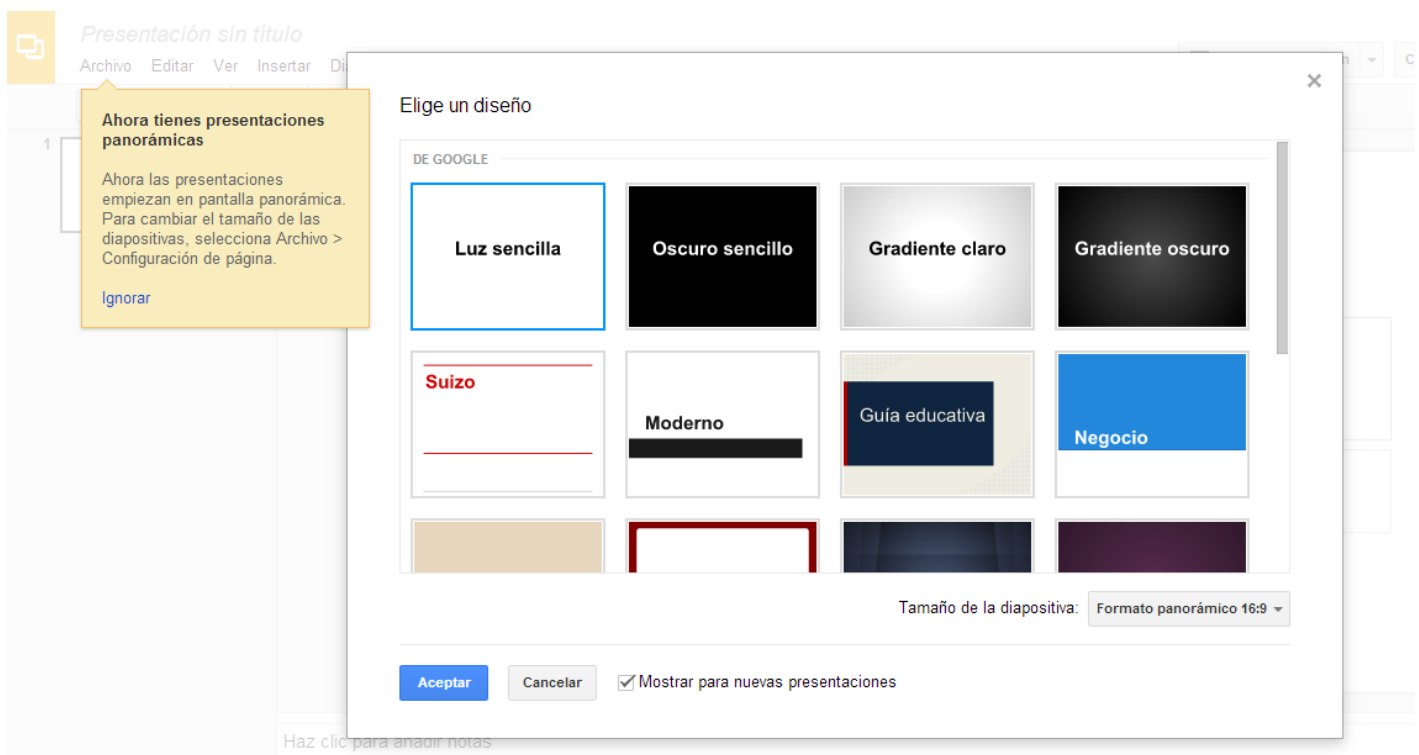 Presentación sin título
Archivo Editar Ver Insertar
Ahora tienes presentaciones
panorámicas
Ahora las presentaciones
empiezan en pantalla panorámica.
Para cambiar el tamaño de las
diapositivas, selecciona Archivo >
Configuración de página.
Ignorar
1
Elige un diseño
DE GOOGLE
Luz sencilla
Oscuro sencillo
Gradiente claro
Gradiente oscuro
Suizo
Moderno
Guía educativa
Negocio
Tamaño de la diapositiva: Formato panorámico 16:9
Aceptar Cancelar Mostrar para nuevas presentaciones
Haz clic para añadir notas